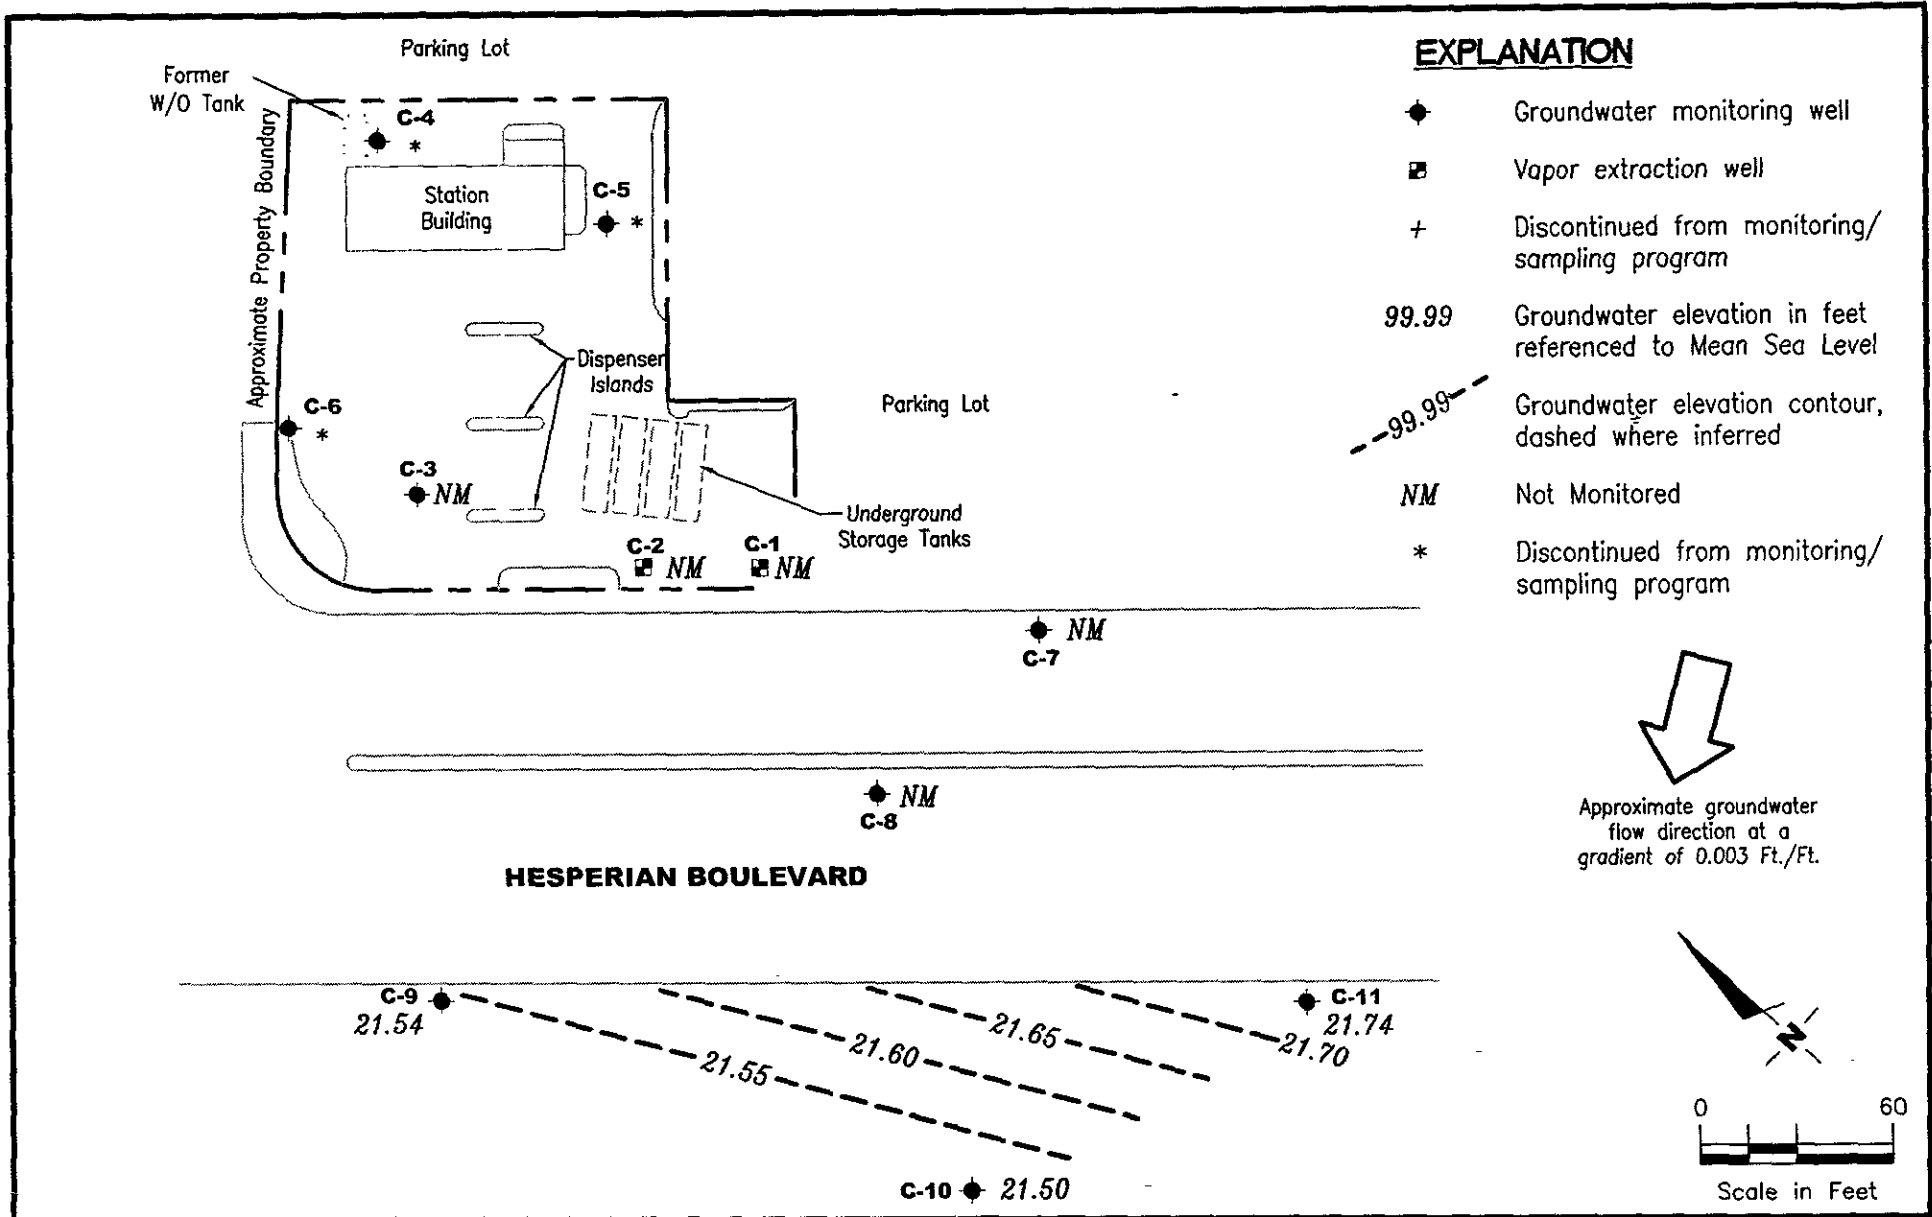 Parking Lot
Former
W/O Tank
Approximate Property Boundary
C-4
*
Station
Building
C-5
*
Dispenser
Islands
Parking Lot
C-6
*
C-3
NM
Underground
Storage Tanks
C-2
NM
C-1
NM
NM
C-7
NM
C-8
HESPERIAN BOULEVARD
C-9
21.54
C-11
21.74
21.70
21.65
21.60
21.55
C-10 21.50
EXPLANATION
Groundwater monitoring well
Vapor extraction well
+ Discontinued from monitoring/
sampling program
99.99 Groundwater elevation in feet
referenced to Mean Sea Level
99.99 Groundwater elevation contour,
dashed where inferred
NM Not Monitored
* Discontinued from monitoring/
sampling program
Approximate groundwater
flow direction at a
gradient of 0.003 Ft./Ft.
N
0 60
Scale in Feet